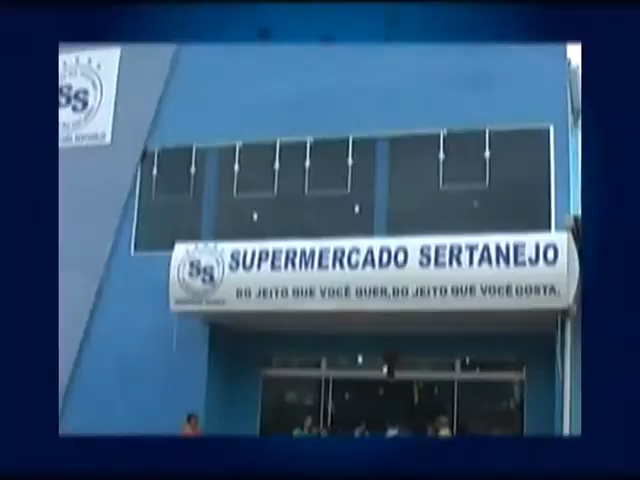 SS
SUPERMERCADO SERTANEJO
SS
DO JEITO QUE VOCÊ QUER, DO JEITO QUE VOCÊ GOSTA.